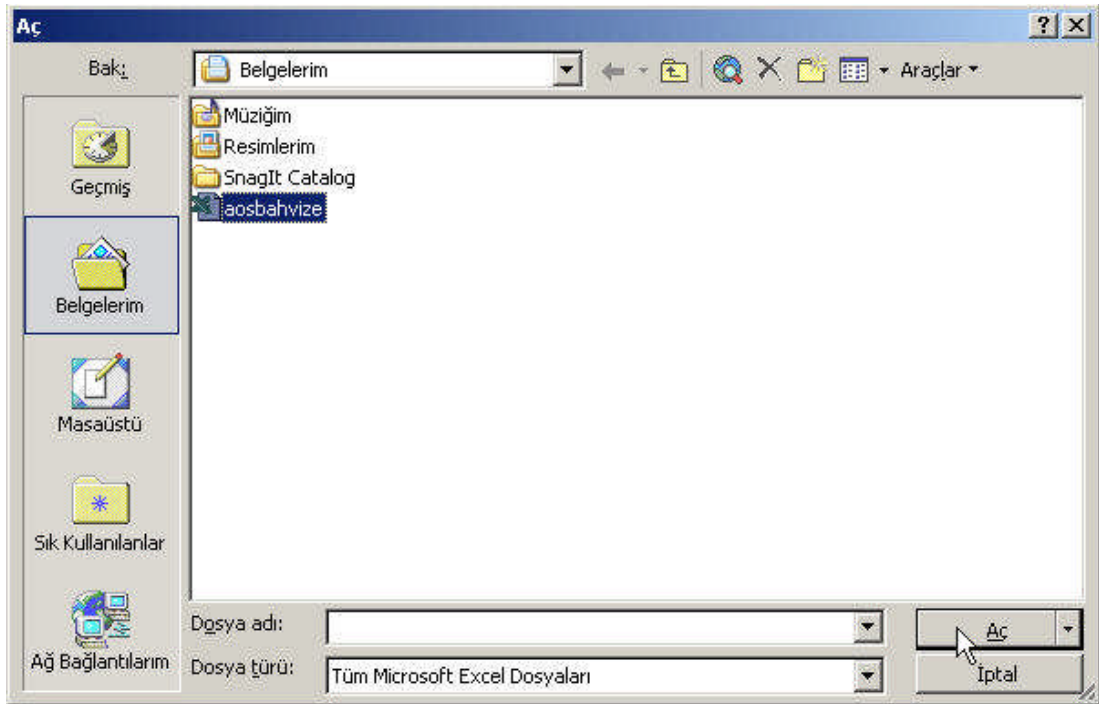 Aç
Bak:
Belgelerim
Araçlar
Geçmiş
Belgelerim
Masaüstü
Sık Kullanılanlar
Ağ Bağlantılarım
Müziğim
Resimlerim
SnagIt Catalog
aosbahvize
Dosya adı:
Aç
Dosya türü:
Tüm Microsoft Excel Dosyaları
İptal